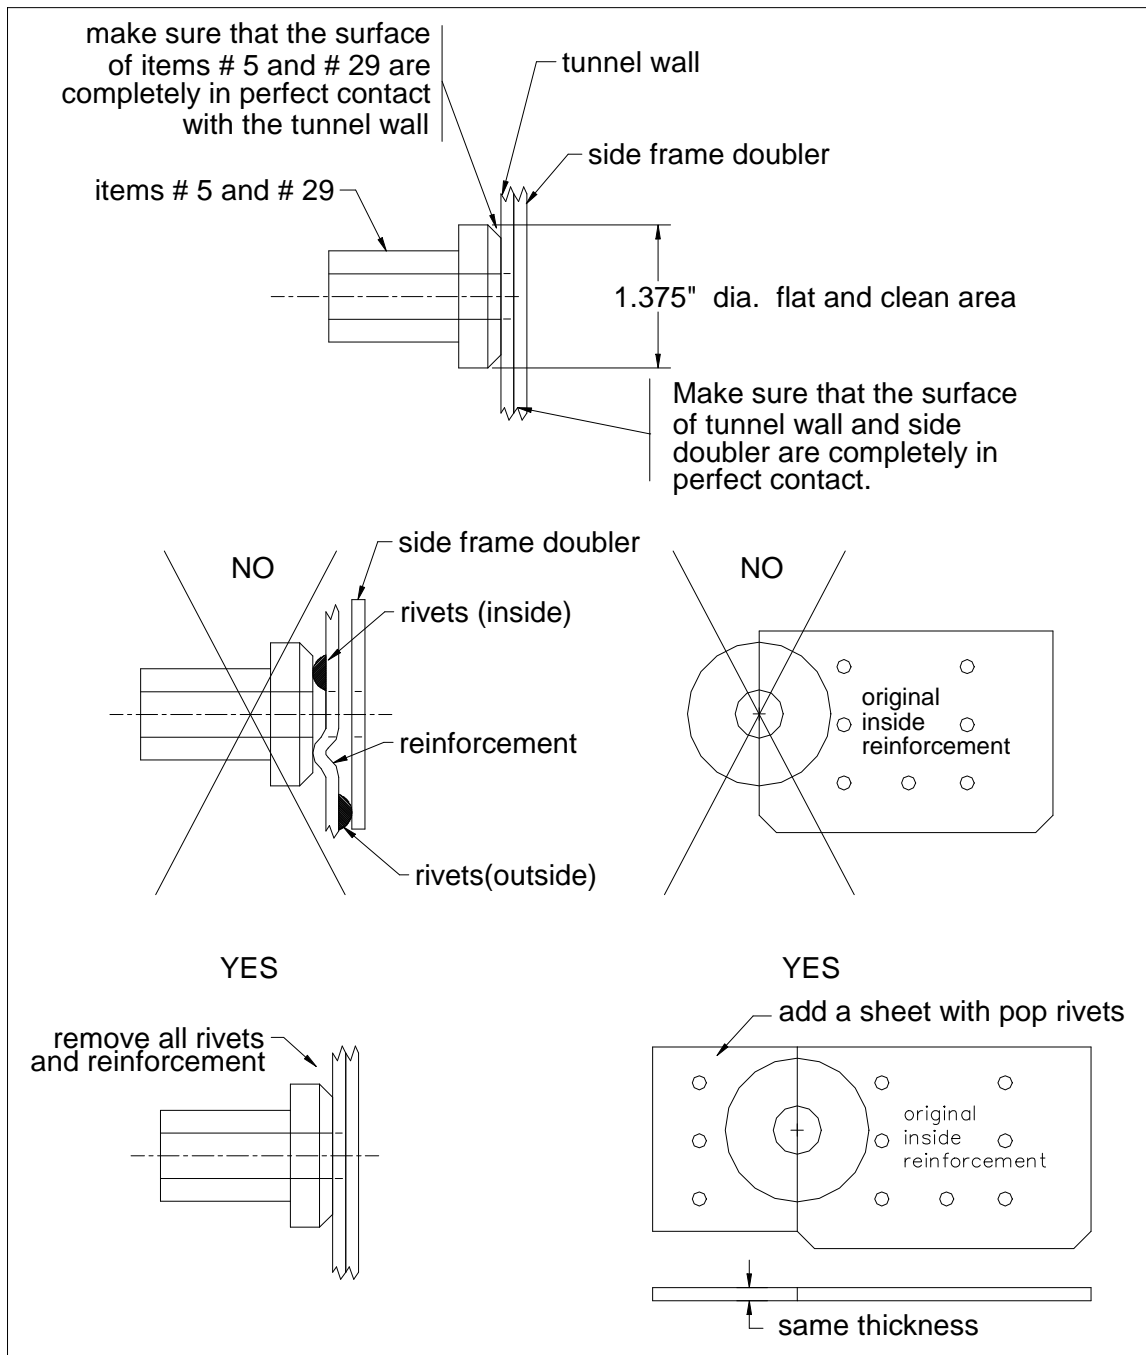 make sure that the surface
of items # 5 and # 29 are
completely in perfect contact
with the tunnel wall
tunnel wall
side frame doubler
items # 5 and # 29
1.375" dia. flat and clean area
Make sure that the surface
of tunnel wall and side
doubler are completely in
perfect contact.
NO
side frame doubler
rivets (inside)
reinforcement
rivets(outside)
NO
original
inside
reinforcement
YES
remove all rivets
and reinforcement
YES
add a sheet with pop rivets
original
inside
reinforcement
same thickness